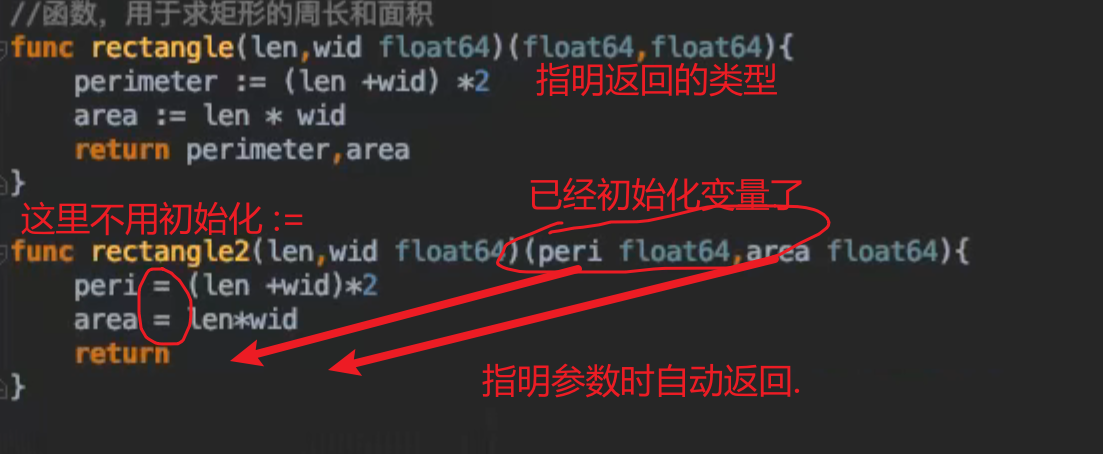 //函数，用于求矩形的周长和面积
func rectangle(len,wid float64)(float64,float64){
perimeter := (len +wid) *2
指明返回的类型
area := len * wid
return perimeter,area
}
已经初始化变量了
这里不用初始化 :=
func rectangle2(len,wid float64)(peri float64,area float64){
peri = (len +wid)*2
area = len*wid
return
指明参数时自动返回.
}